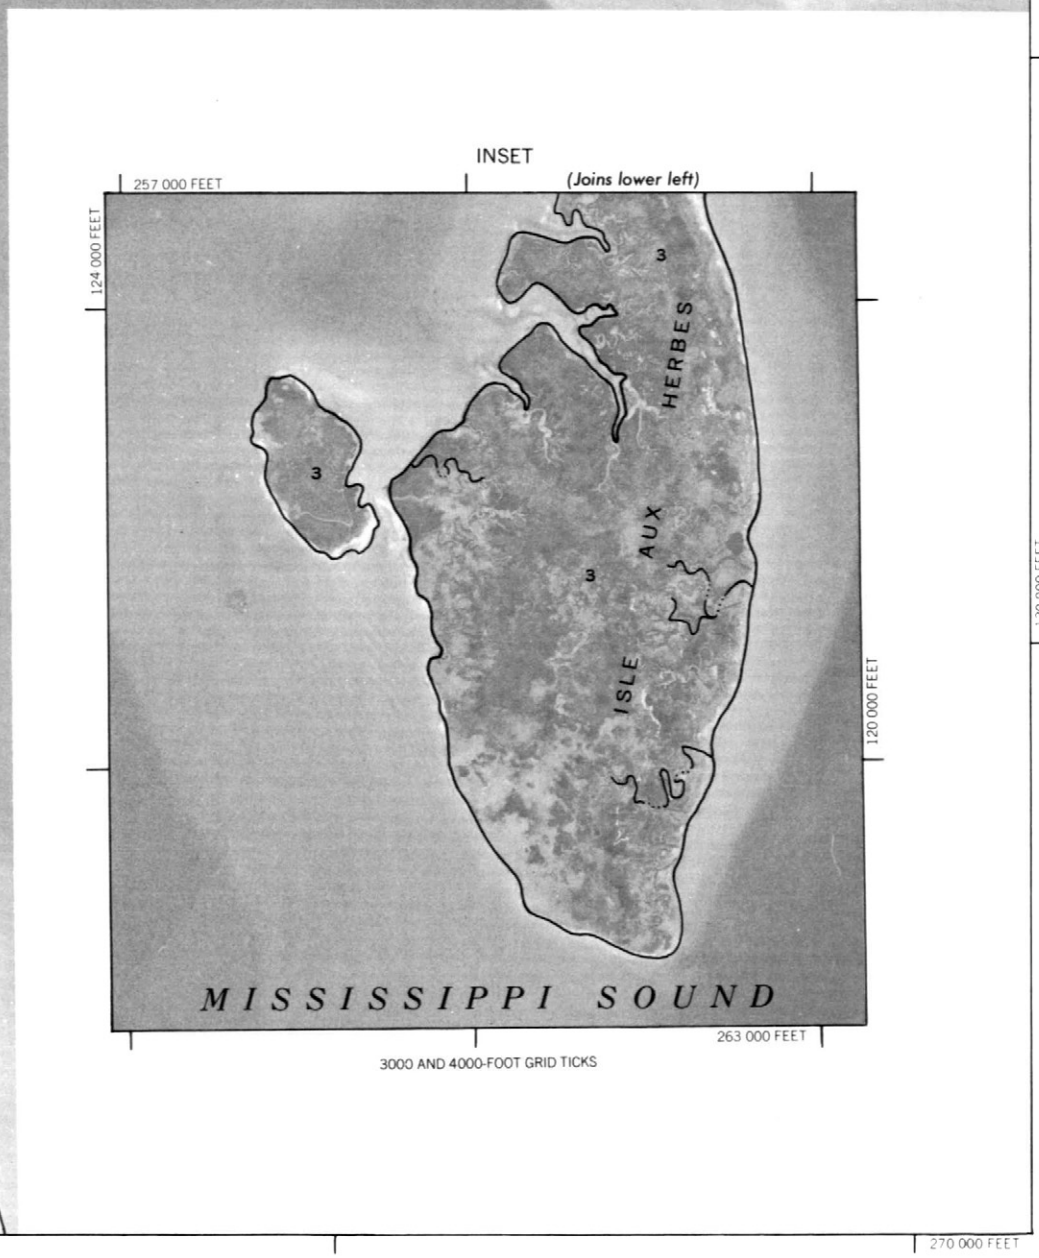 INSET
(Joins lower left)
257 000 FEET
124 000 FEET
3
HERBES
3
AUX
3
ISLE
120 000 FEET
MISSISSIPPI SOUND
263 000 FEET
3000 AND 4000-FOOT GRID TICKS
270 000 FEET